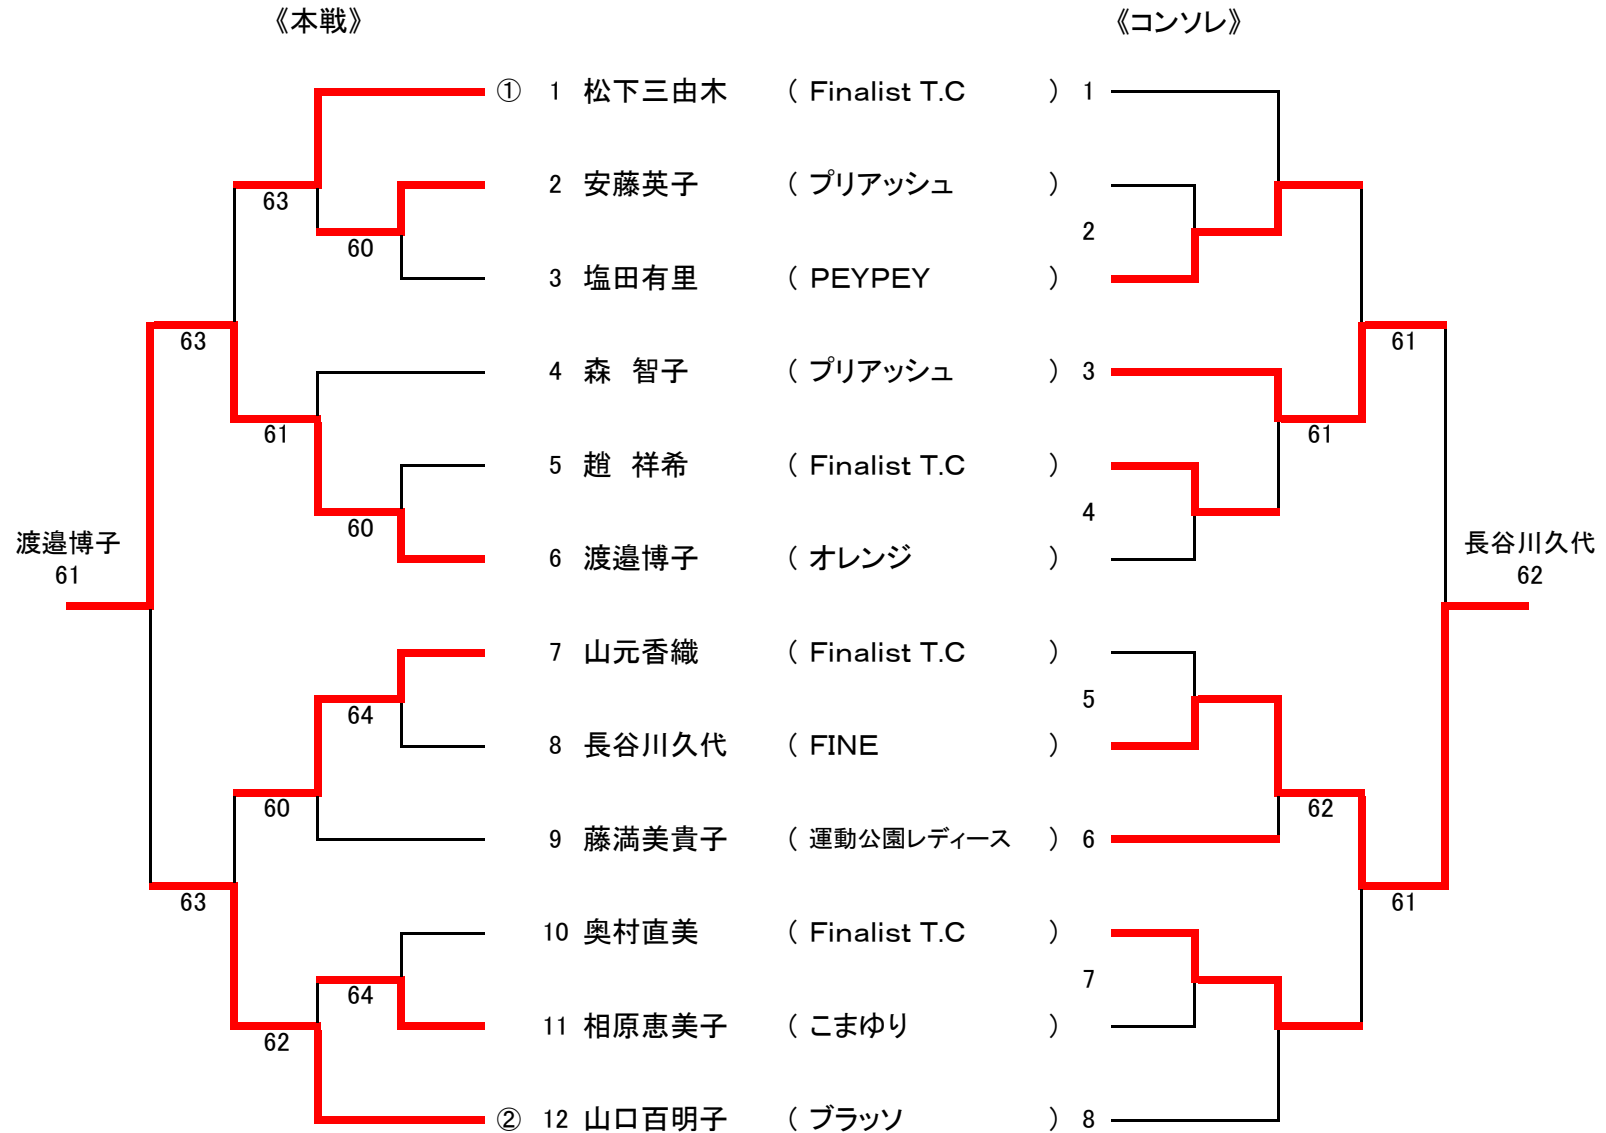 《本戦》 《コンソレ》
① 1 松下三由木 ( Finalist T.C ) 1
63 2 安藤英子 ( プリアッシュ )
60 2
3 塩田有里 ( PEYPEY )
63 61
4 森 智子 ( プリアッシュ ) 3
61 61
5 趙 祥希 ( Finalist T.C )
60 4
渡邉博子 6 渡邉博子 ( オレンジ ) 長谷川久代
61 62
7 山元香織 ( Finalist T.C )
64 5
8 長谷川久代 ( FINE )
60 62
9 藤満美貴子 ( 運動公園レディース ) 6
63 61
10 奥村直美 ( Finalist T.C )
64 7
11 相原恵美子 ( こまゆり )
62
② 12 山口百明子 ( ブラッソ ) 8